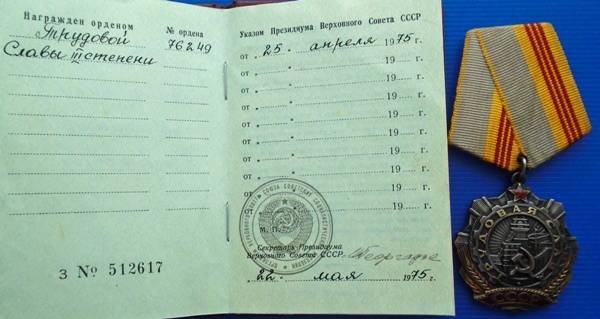 Награжден орденом
№ ордена
Трудовой
76249
Славы III степени
З № 512617
Указом Президиума Верховного Совета СССР
от „ 25 “ апреля 1975 г.
от „ “ 19 г.
от „ “ 19 г.
от „ “ 19 г.
от „ “ 19 г.
от „ “ 19 г.
от „ “ 19 г.
от „ “ 19 г.
от „ “ 19 г.
от „ “ 19 г.
М. П.
Секретарь Президиума
Верховного Совета СССР
„ 22 “ мая 1975 г.
СССР